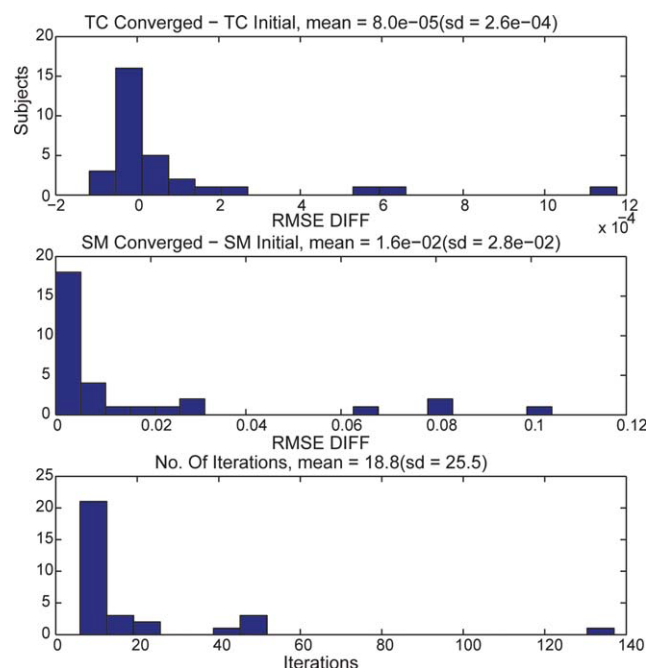 TC Converged − TC Initial, mean = 8.0e−05(sd = 2.6e−04)
20
15
10
5
0
Subjects
−2 0 2 4 6 8 10 12
RMSE DIFF
x 10⁻⁴
SM Converged − SM Initial, mean = 1.6e−02(sd = 2.8e−02)
20
15
10
5
0
0 0.02 0.04 0.06 0.08 0.1 0.12
RMSE DIFF
No. Of Iterations, mean = 18.8(sd = 25.5)
25
20
15
10
5
0
0 20 40 60 80 100 120 140
Iterations